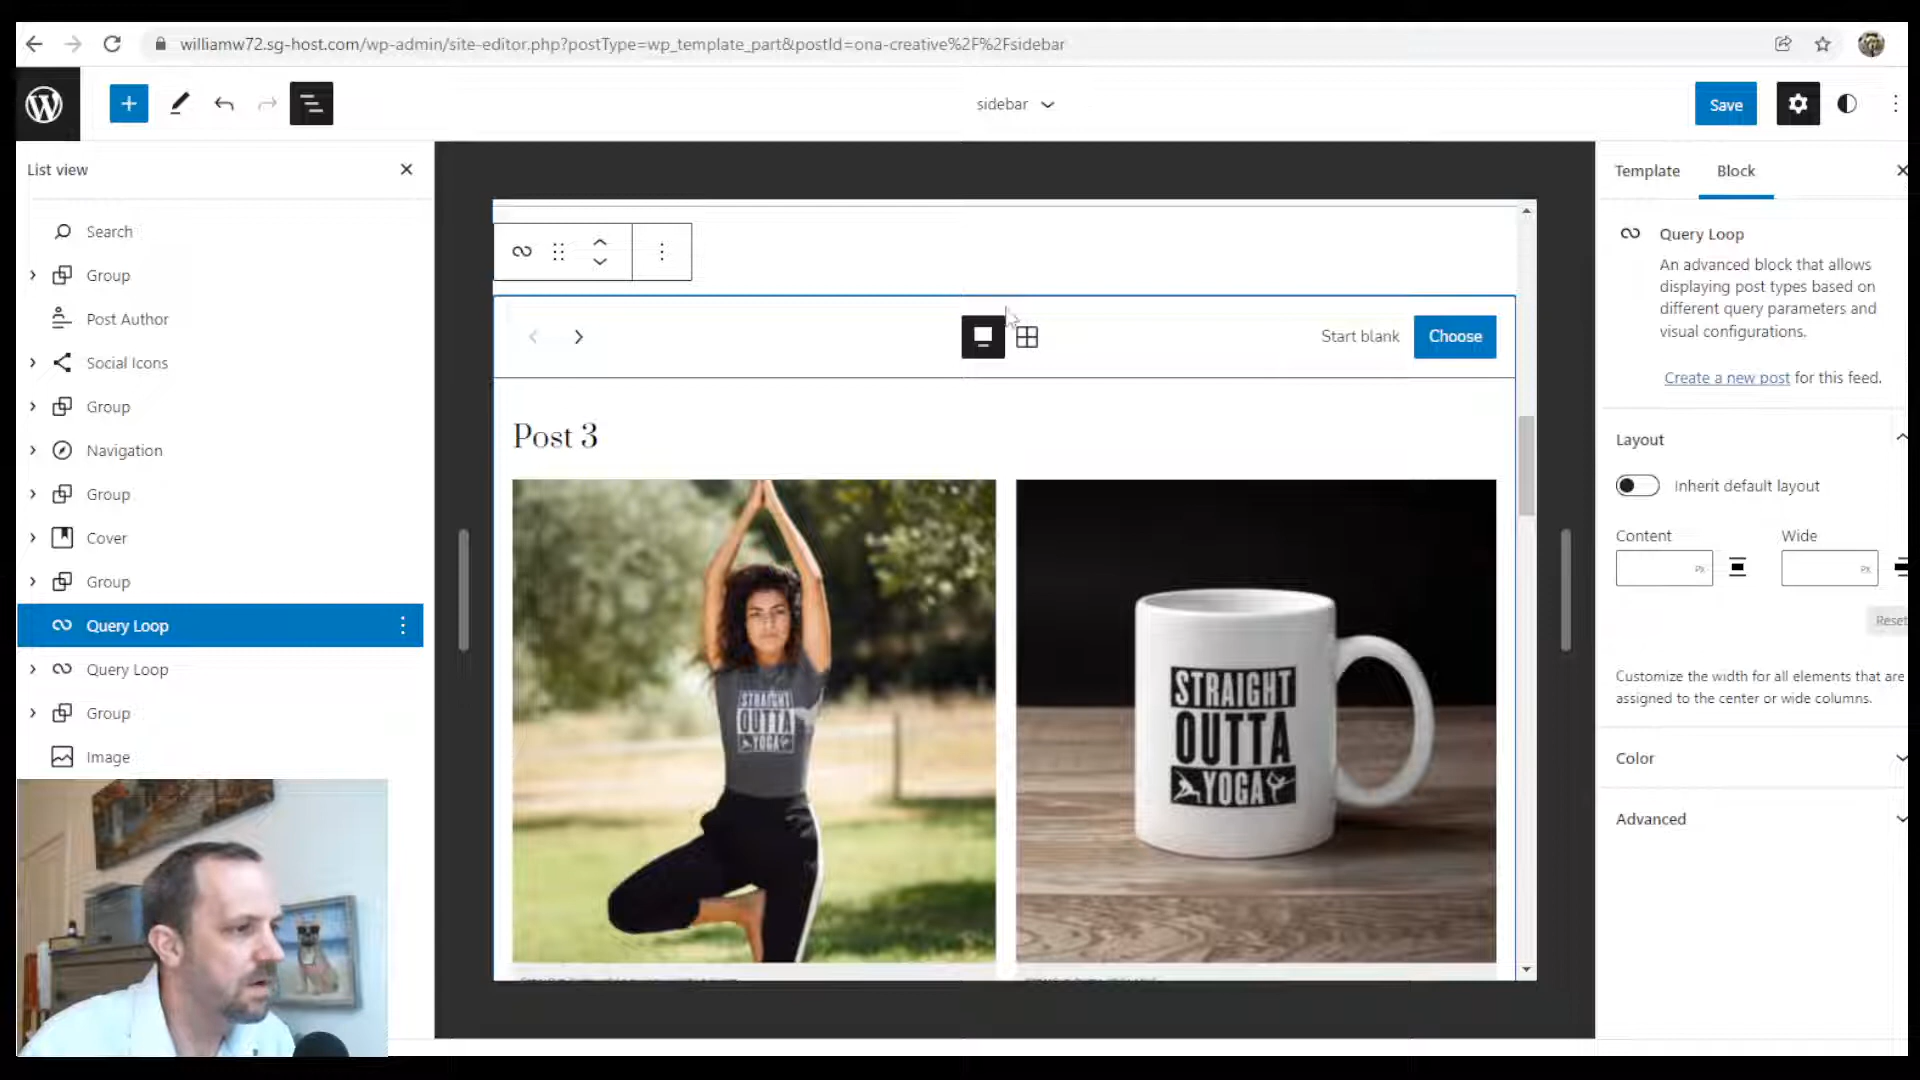 williamw72.sg-host.com/wp-admin/site-editor.php?postType=wp_template_part&postId=ona-creative%2F%2Fsidebar
sidebar
Save
List view
Search
Group
Post Author
Social Icons
Group
Navigation
Group
Cover
Group
Query Loop
Query Loop
Group
Image
Start blank
Choose
Post 3
STRAIGHT
OUTTA
YOGA
STRAIGHT
OUTTA
YOGA
Template
Block
Query Loop
An advanced block that allows
displaying post types based on
different query parameters and
visual configurations.
Create a new post for this feed.
Layout
Inherit default layout
Content
Wide
PX
PX
Reset
Customize the width for all elements that are
assigned to the center or wide columns.
Color
Advanced